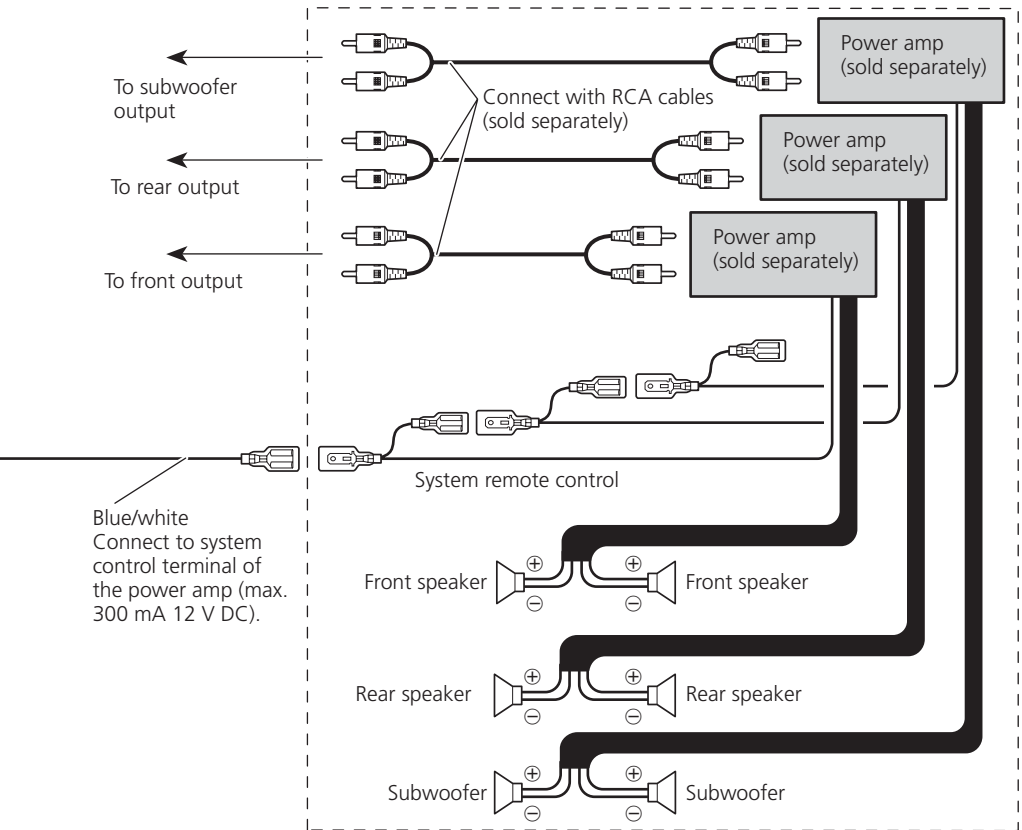 Power amp
(sold separately)
To subwoofer
output
Connect with RCA cables
(sold separately)
Power amp
(sold separately)
To rear output
Power amp
(sold separately)
To front output
System remote control
Blue/white
Connect to system
control terminal of
the power amp (max.
300 mA 12 V DC).
Front speaker
+
−
+
−
Front speaker
Rear speaker
+
−
+
−
Rear speaker
Subwoofer
+
−
+
−
Subwoofer